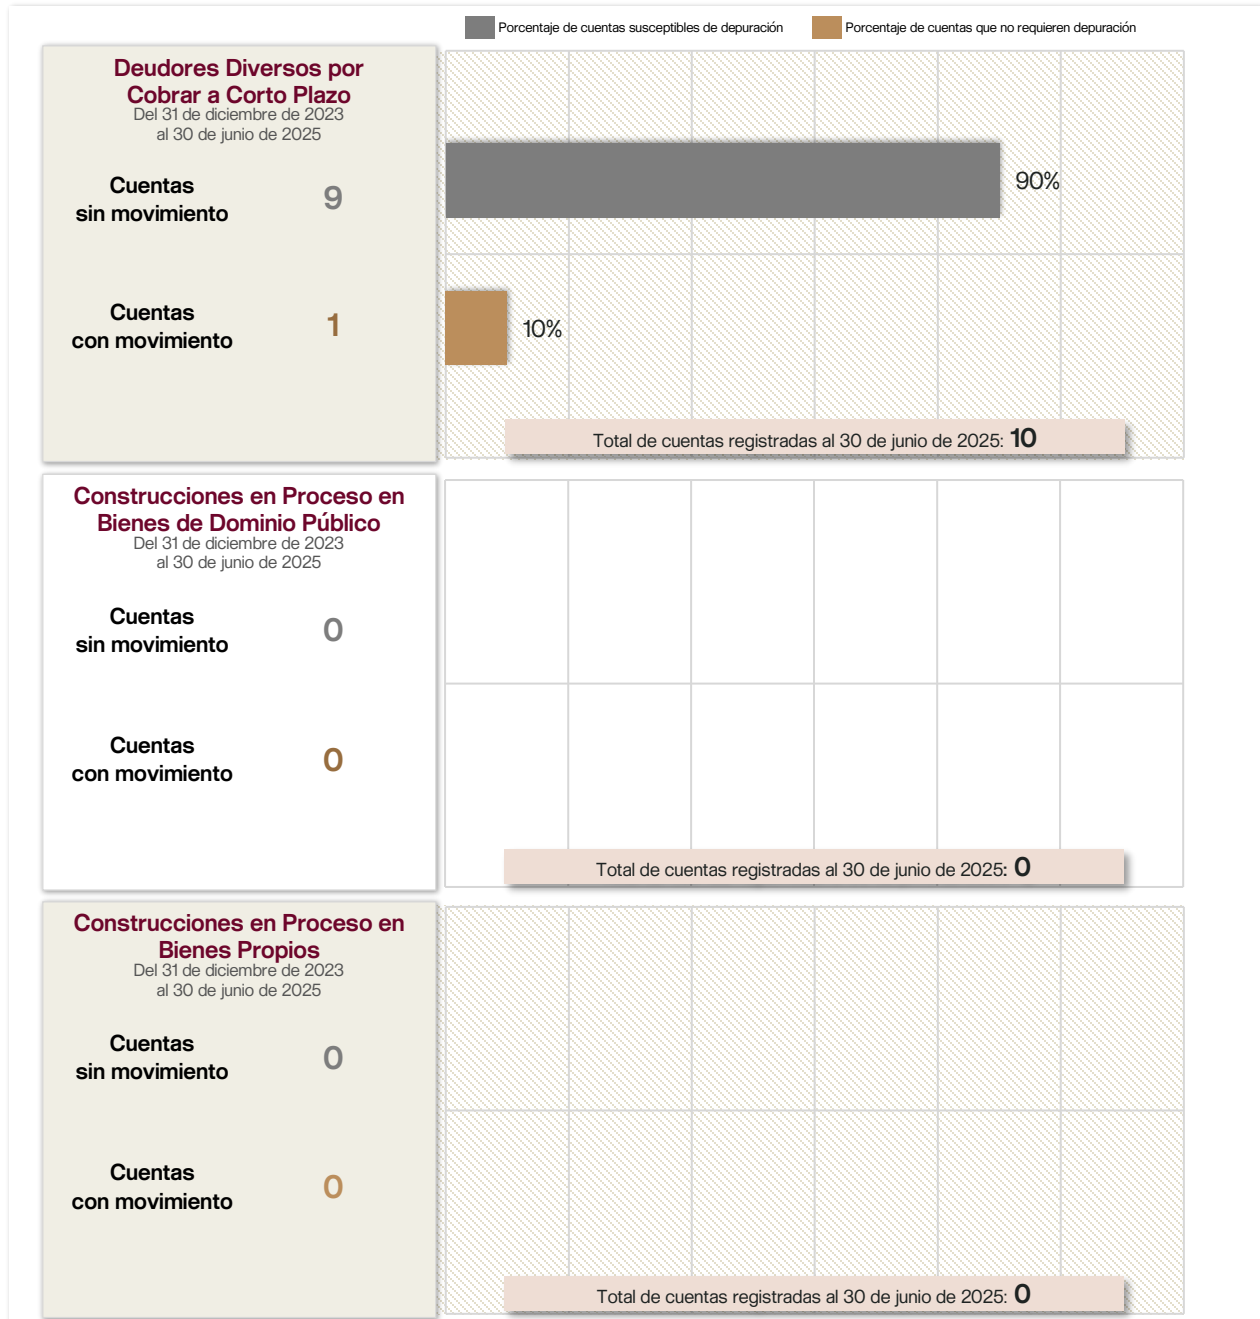 Porcentaje de cuentas susceptibles de depuración
Porcentaje de cuentas que no requieren depuración
Deudores Diversos por
Cobrar a Corto Plazo
Del 31 de diciembre de 2023
al 30 de junio de 2025
Cuentas
sin movimiento
9
90%
Cuentas
con movimiento
1
10%
Total de cuentas registradas al 30 de junio de 2025: 10
Construcciones en Proceso en
Bienes de Dominio Público
Del 31 de diciembre de 2023
al 30 de junio de 2025
Cuentas
sin movimiento
0
Cuentas
con movimiento
0
Total de cuentas registradas al 30 de junio de 2025: 0
Construcciones en Proceso en
Bienes Propios
Del 31 de diciembre de 2023
al 30 de junio de 2025
Cuentas
sin movimiento
0
Cuentas
con movimiento
0
Total de cuentas registradas al 30 de junio de 2025: 0